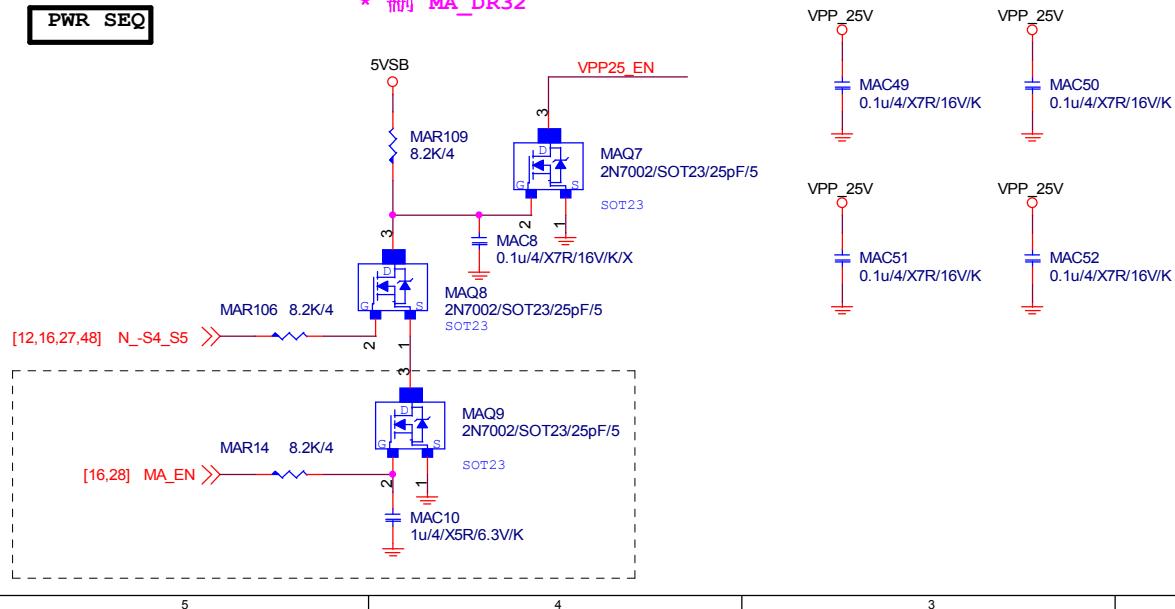 * 刪 MA_DR32
PWR SEQ
5VSB
VPP25_EN
MAR109
8.2K/4
3
D
G
S
2
1
MAQ7
2N7002/SOT23/25pF/5
SOT23
MAC8
0.1u/4/X7R/16V/K/X
3
D
G
S
2
1
MAQ8
2N7002/SOT23/25pF/5
SOT23
MAR106 8.2K/4
[12,16,27,48] N_-S4_S5
3
D
G
S
2
1
MAQ9
2N7002/SOT23/25pF/5
SOT23
MAR14 8.2K/4
[16,28] MA_EN
MAC10
1u/4/X5R/6.3V/K
VPP_25V
MAC49
0.1u/4/X7R/16V/K
VPP_25V
MAC50
0.1u/4/X7R/16V/K
VPP_25V
MAC51
0.1u/4/X7R/16V/K
VPP_25V
MAC52
0.1u/4/X7R/16V/K
5 4 3